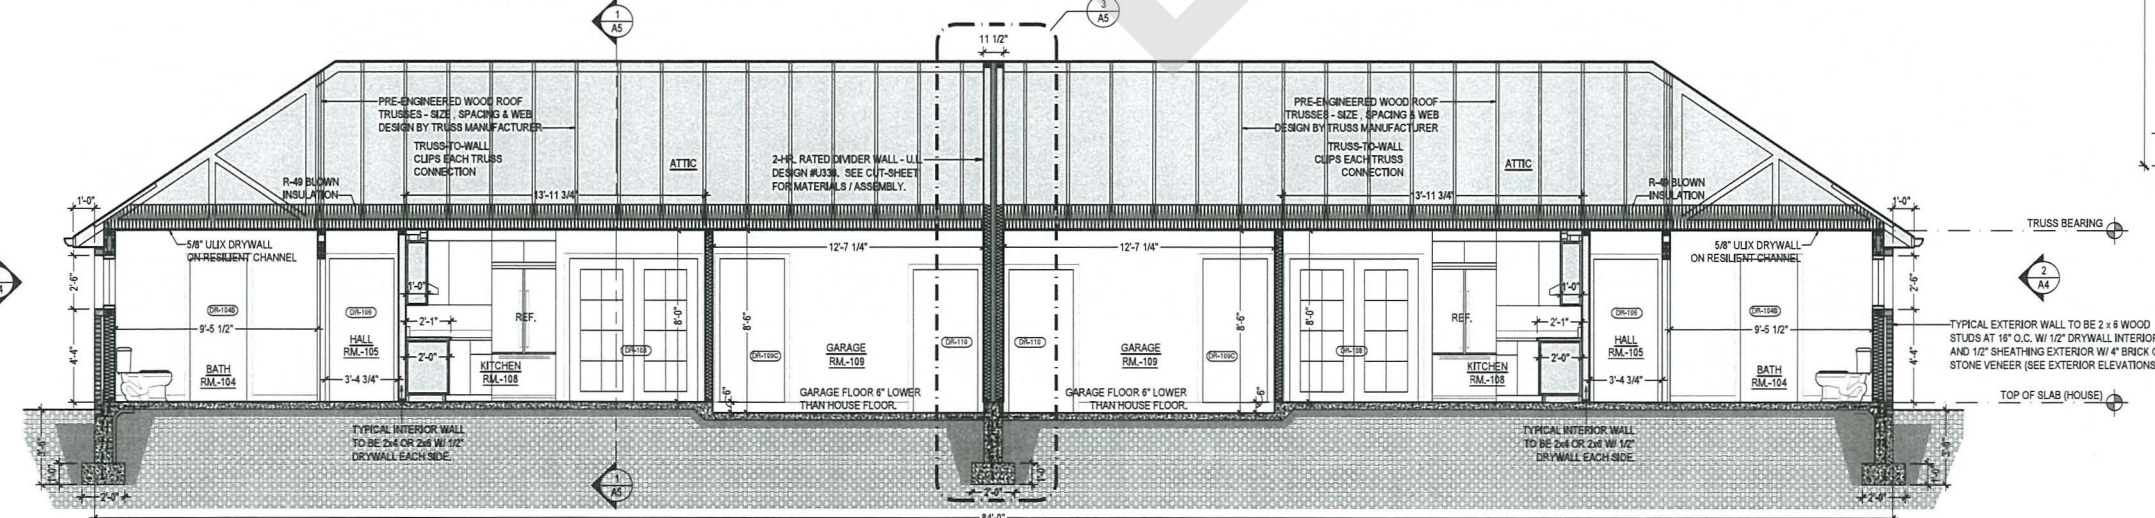 1
A5
3
A5
11 1/2"
PRE-ENGINEERED WOOD ROOF
TRUSSES - SIZE , SPACING & WEB
DESIGN BY TRUSS MANUFACTURER
TRUSS-TO-WALL
CLIPS EACH TRUSS
CONNECTION
ATTIC
2-HR. RATED DIVIDER WALL - U.L.
DESIGN #U336. SEE CUT-SHEET
FOR MATERIALS / ASSEMBLY.
PRE-ENGINEERED WOOD ROOF
TRUSSES - SIZE , SPACING & WEB
DESIGN BY TRUSS MANUFACTURER
TRUSS-TO-WALL
CLIPS EACH TRUSS
CONNECTION
ATTIC
R-49 BLOWN
INSULATION
13'-11 3/4"
13'-11 3/4"
R-49 BLOWN
INSULATION
1'-0"
1'-0"
TRUSS BEARING
5/8" ULIX DRYWALL
ON RESILIENT CHANNEL
12'-7 1/4"
12'-7 1/4"
5/8" ULIX DRYWALL
ON RESILIENT CHANNEL
2'-6"
4'-4"
DR-104B
9'-5 1/2"
BATH
RM.-104
DR-106
HALL
RM.-105
3'-4 3/4"
1'-0"
2'-1"
2'-0"
REF.
KITCHEN
RM.-108
DR-108
8'-0"
8'-6"
DR-109C
GARAGE
RM.-109
DR-110
GARAGE FLOOR 6" LOWER
THAN HOUSE FLOOR.
6"
DR-110
GARAGE
RM.-109
DR-109C
8'-6"
GARAGE FLOOR 6" LOWER
THAN HOUSE FLOOR.
6"
8'-0"
DR-108
REF.
KITCHEN
RM.-108
1'-0"
2'-1"
2'-0"
DR-106
HALL
RM.-105
3'-4 3/4"
DR-104B
9'-5 1/2"
BATH
RM.-104
2'-6"
4'-4"
2
A4
TYPICAL EXTERIOR WALL TO BE 2 x 6 WOOD
STUDS AT 16" O.C. W/ 1/2" DRYWALL INTERIOR
AND 1/2" SHEATHING EXTERIOR W/ 4" BRICK
STONE VENEER (SEE EXTERIOR ELEVATIONS
TOP OF SLAB (HOUSE)
TYPICAL INTERIOR WALL
TO BE 2x4 OR 2x6 W/ 1/2"
DRYWALL EACH SIDE.
TYPICAL INTERIOR WALL
TO BE 2x4 OR 2x6 W/ 1/2"
DRYWALL EACH SIDE.
3'-6"
1'-0"
2'-0"
1
A5
1'-0"
2'-0"
3'-6"
1'-0"
2'-0"
84'-0"